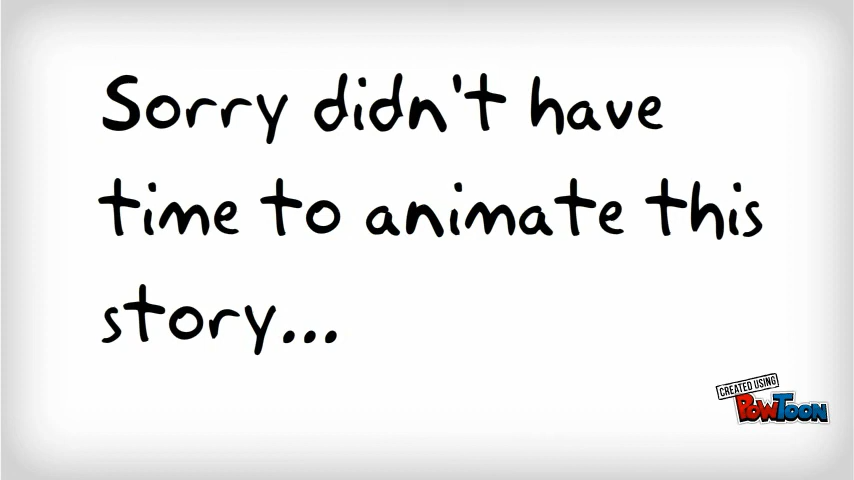 Sorry didn't have
time to animate this
story...
CREATED USING
POWTOON